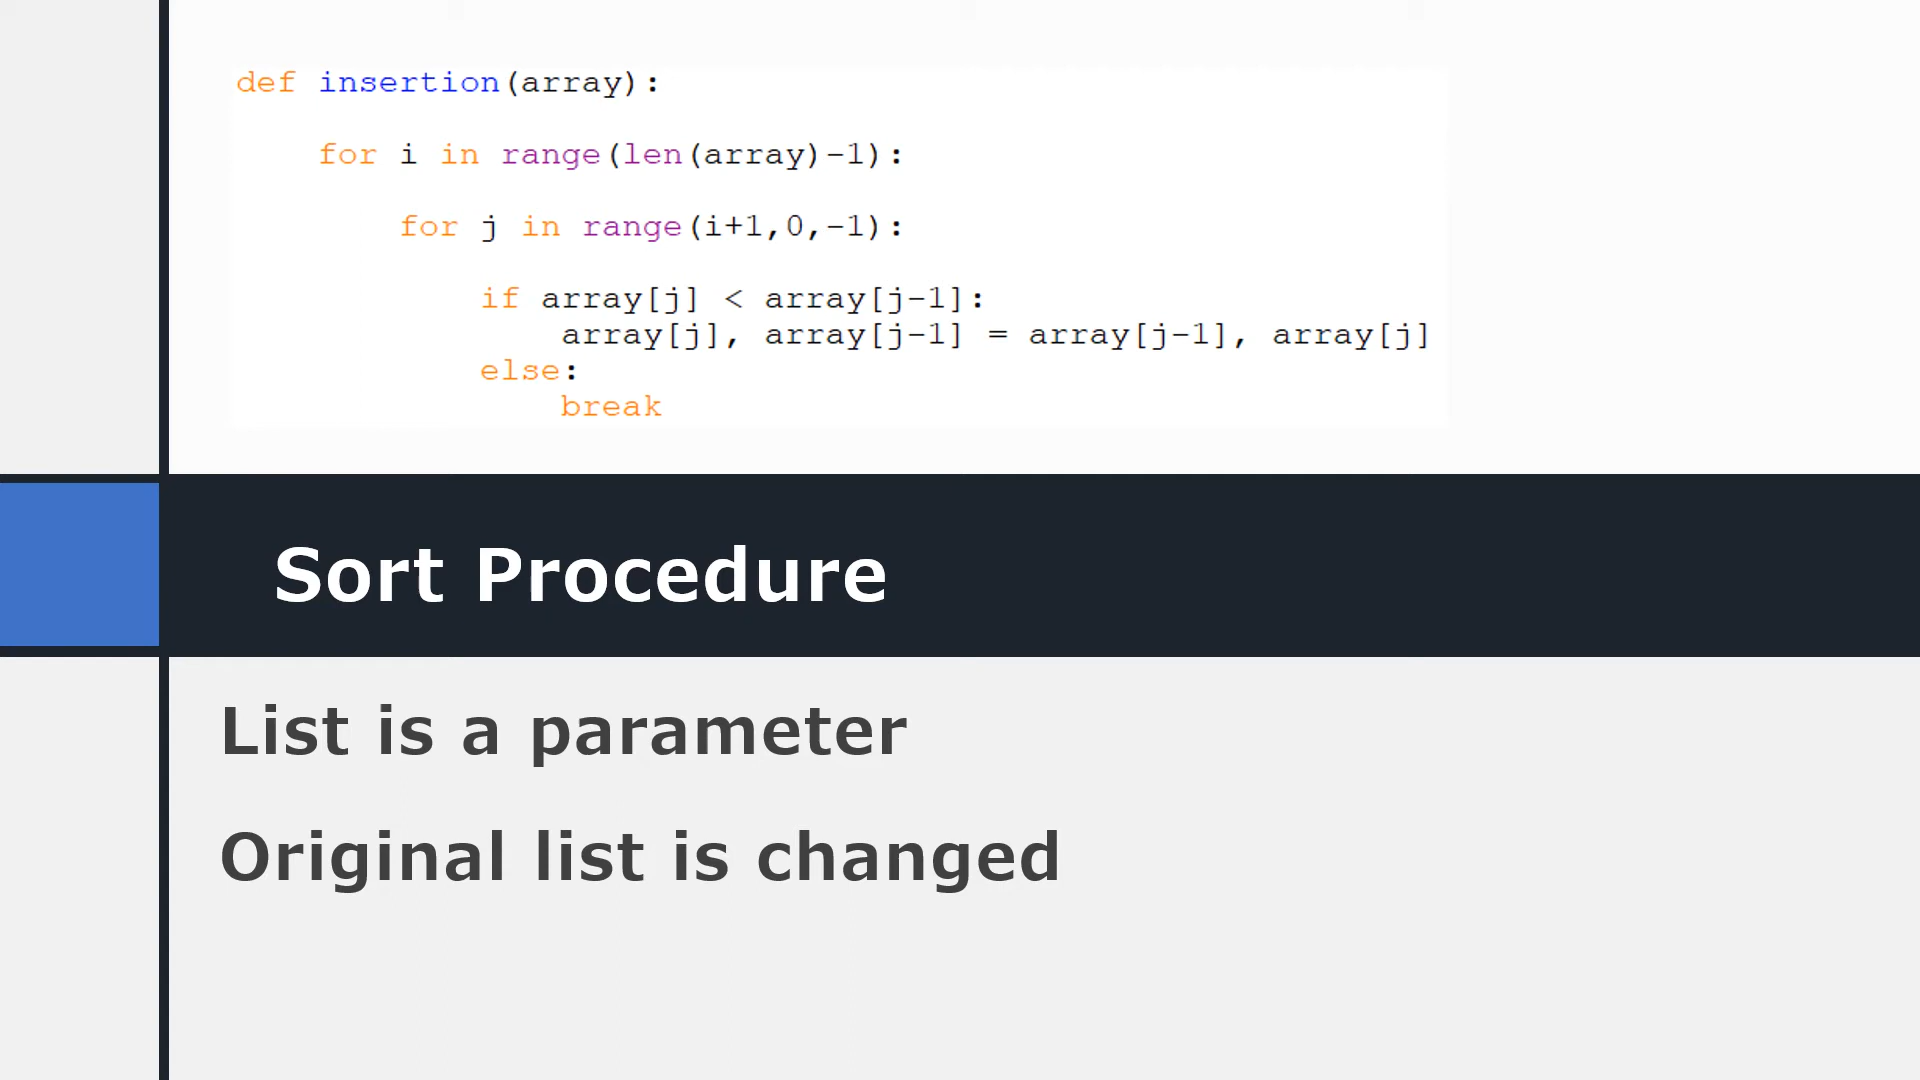 def insertion(array):
    for i in range(len(array)-1):
        for j in range(i+1,0,-1):
            if array[j] < array[j-1]:
                array[j], array[j-1] = array[j-1], array[j]
            else:
                break
Sort Procedure
List is a parameter
Original list is changed